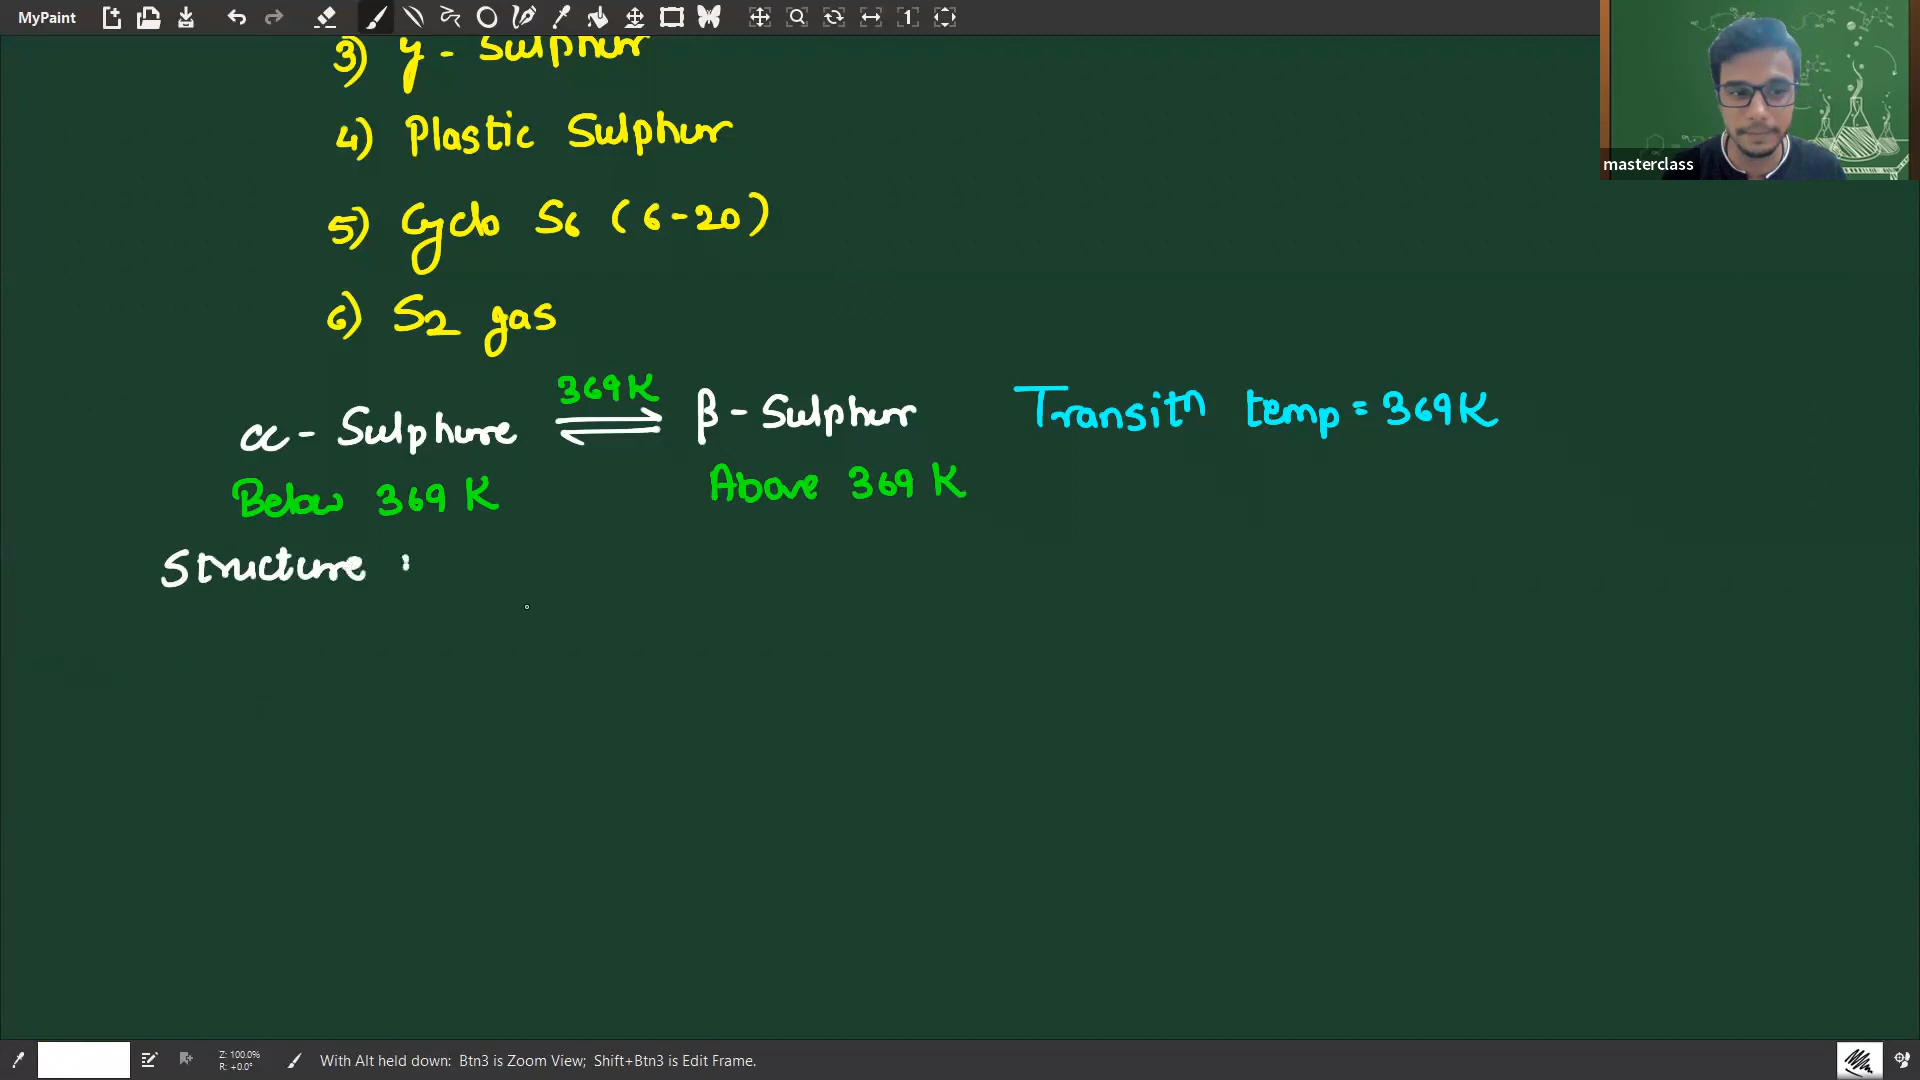 MyPaint
masterclass
3) γ - Sulphur
4) Plastic Sulphur
5) Cyclo S6 (6-20)
6) S2 gas
369K
α - Sulphure ⇌ β - Sulphur Transitn temp = 369K
Below 369 K Above 369 K
Structure :
Z: 100.0%
R: +0.0°
With Alt held down: Btn3 is Zoom View; Shift+Btn3 is Edit Frame.